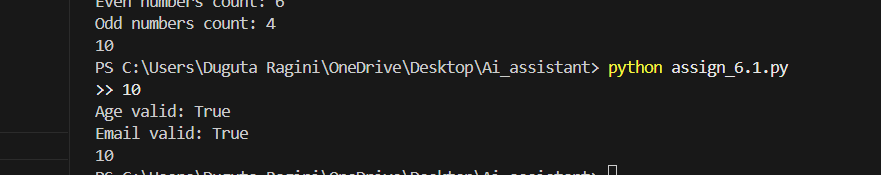 Even numbers count: 6
Odd numbers count: 4
10
PS C:\Users\Duguta Ragini\OneDrive\Desktop\Ai_assistant> python assign_6.1.py
>> 10
Age valid: True
Email valid: True
10
PS C:\Users\Duguta Ragini\OneDrive\Desktop\Ai_assistant>